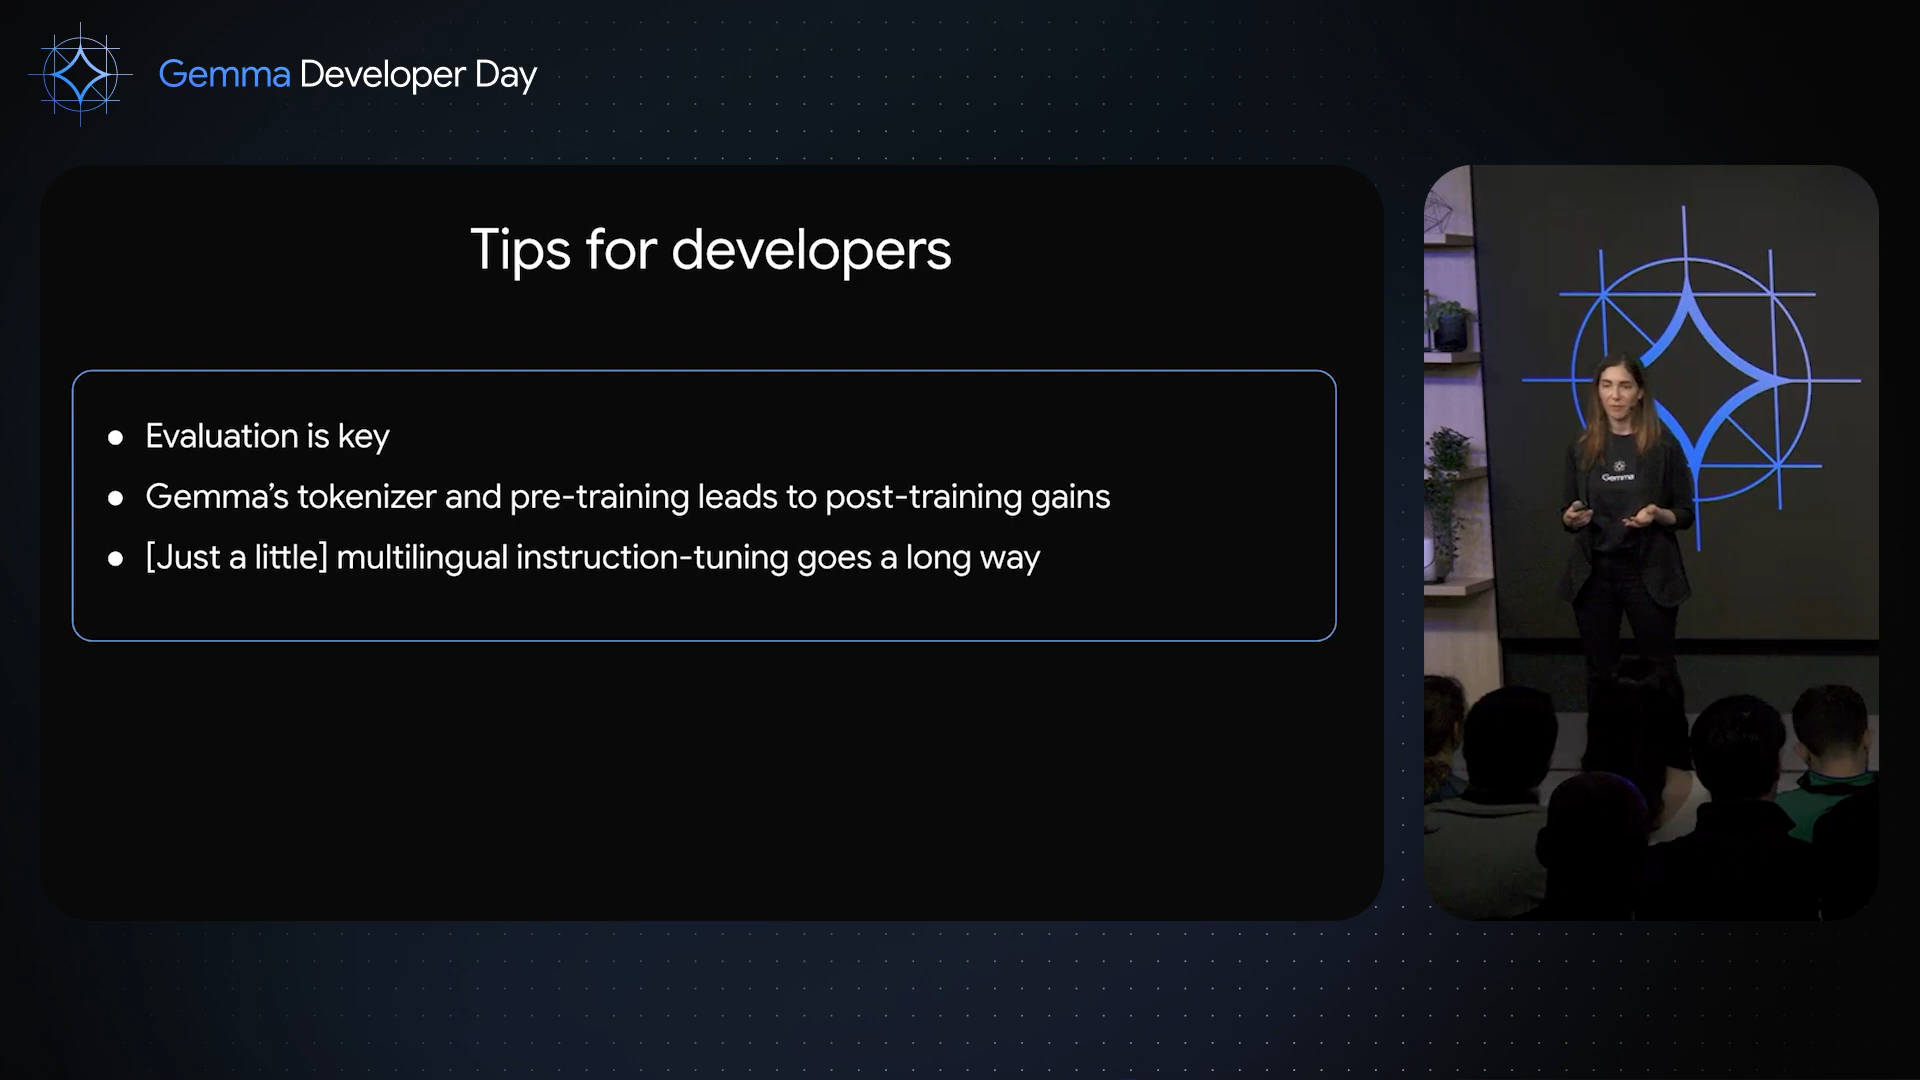 Gemma Developer Day
Tips for developers
● Evaluation is key
● Gemma’s tokenizer and pre-training leads to post-training gains
● [Just a little] multilingual instruction-tuning goes a long way
Gemma